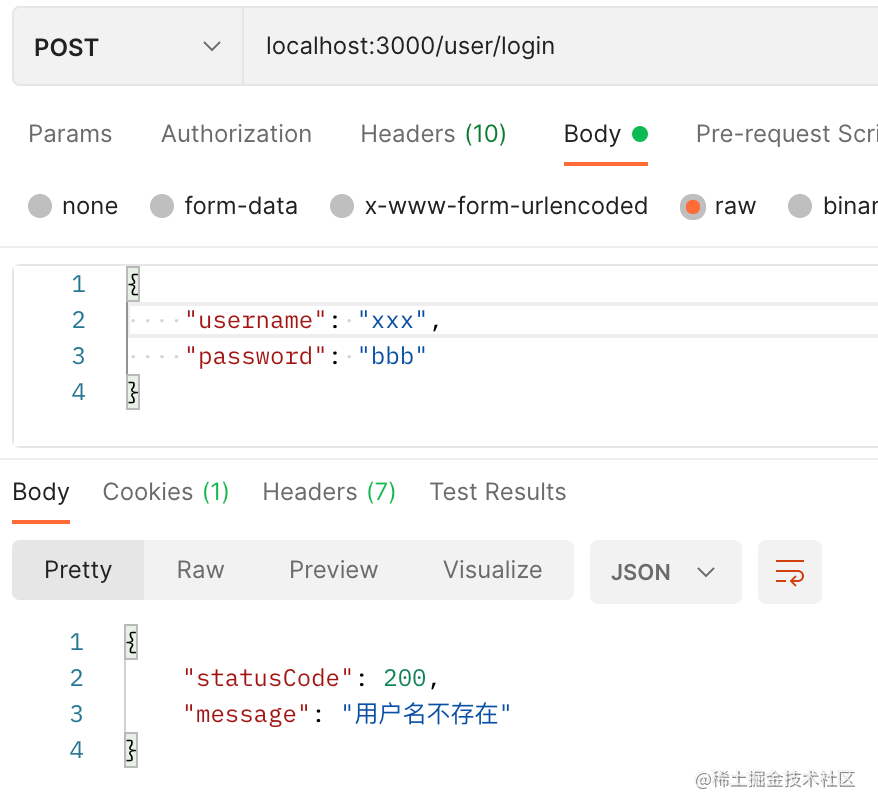 POST localhost:3000/user/login
Params Authorization Headers (10) Body Pre-request Scri
none form-data x-www-form-urlencoded raw binar
1 {
2 ····"username":·"xxx",
3 ····"password":·"bbb"
4 }
Body Cookies (1) Headers (7) Test Results
Pretty Raw Preview Visualize JSON
1 {
2 "statusCode": 200,
3 "message": "用户名不存在"
4 }
@稀土掘金技术社区